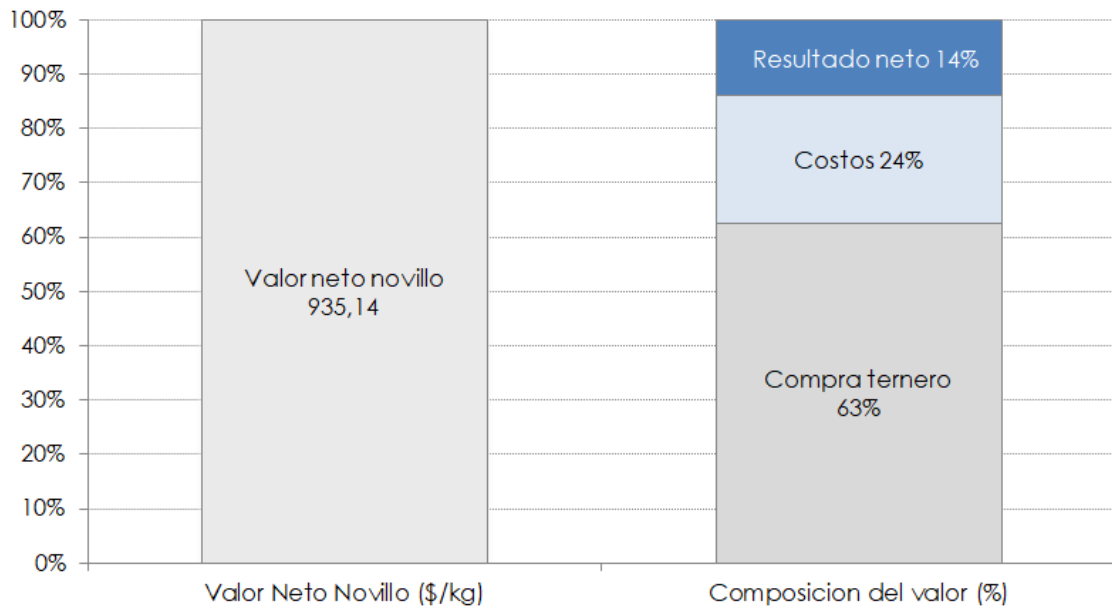 100%
90%
80%
70%
60%
50%
40%
30%
20%
10%
0%
Valor neto novillo
935,14
Resultado neto 14%
Costos 24%
Compra ternero
63%
Valor Neto Novillo ($/kg)
Composicion del valor (%)